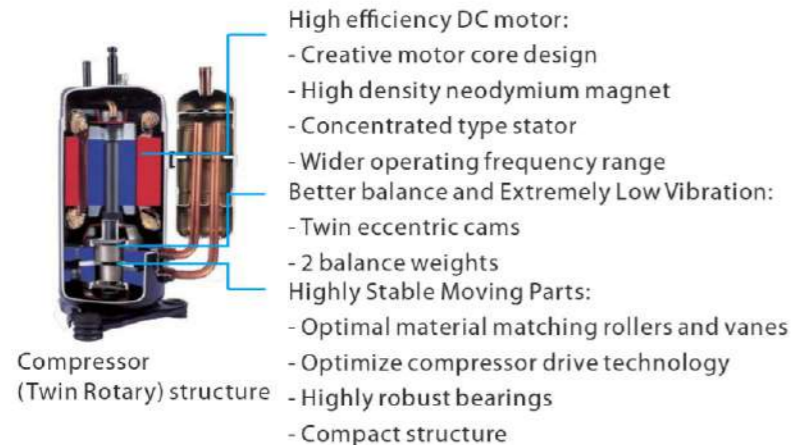 High efficiency DC motor:
- Creative motor core design
- High density neodymium magnet
- Concentrated type stator
- Wider operating frequency range
Better balance and Extremely Low Vibration:
- Twin eccentric cams
- 2 balance weights
Highly Stable Moving Parts:
- Optimal material matching rollers and vanes
- Optimize compressor drive technology
- Highly robust bearings
- Compact structure
Compressor
(Twin Rotary) structure